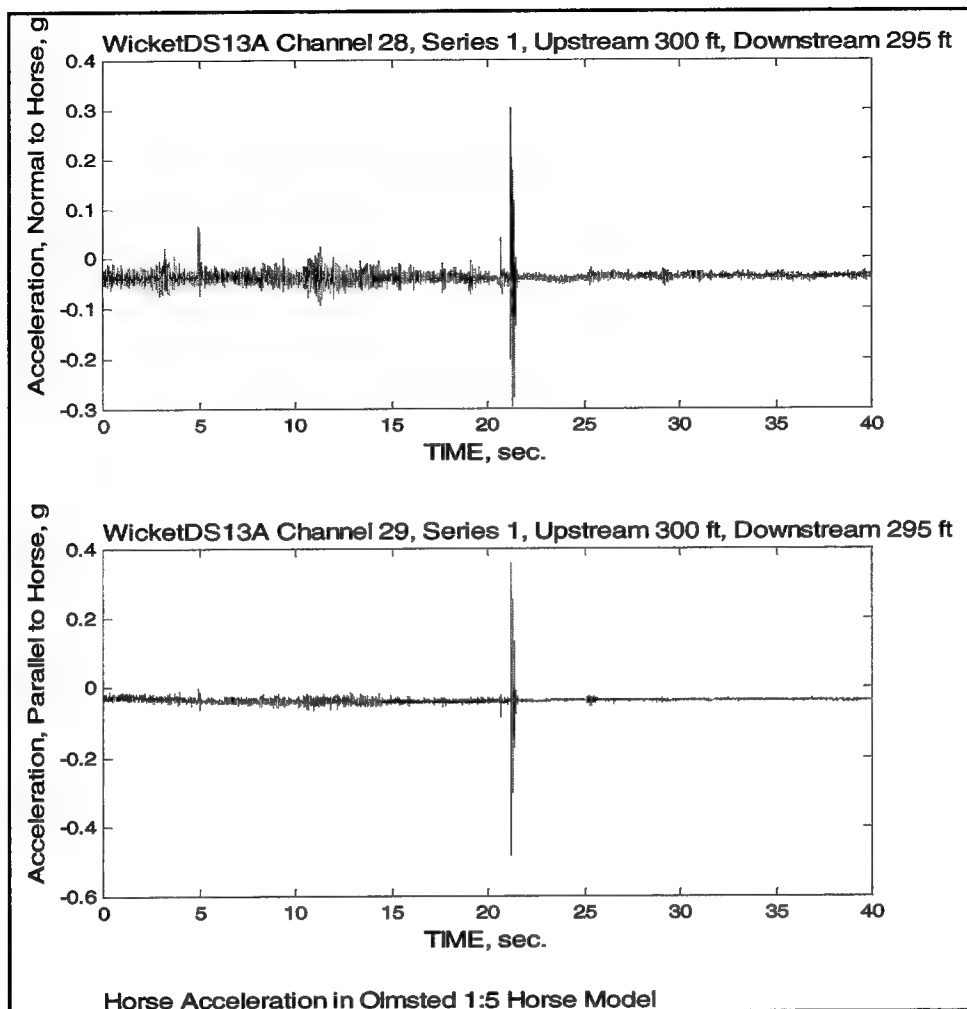 WicketDS13A Channel 28, Series 1, Upstream 300 ft, Downstream 295 ft
Acceleration, Normal to Horse, g
0.4
0.3
0.2
0.1
0
-0.1
-0.2
-0.3
0 5 10 15 20 25 30 35 40
TIME, sec.
WicketDS13A Channel 29, Series 1, Upstream 300 ft, Downstream 295 ft
Acceleration, Parallel to Horse, g
0.4
0.2
0
-0.2
-0.4
-0.6
0 5 10 15 20 25 30 35 40
TIME, sec.
Horse Acceleration in Olmsted 1:5 Horse Model